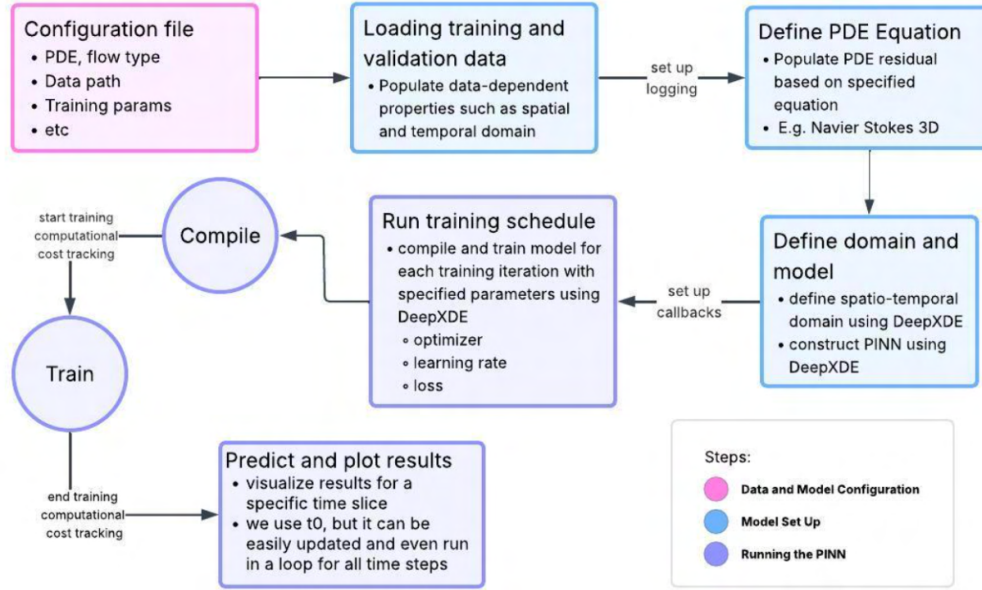 Configuration file
• PDE, flow type
• Data path
• Training params
• etc
Loading training and
validation data
• Populate data-dependent
properties such as spatial
and temporal domain
set up
logging
Define PDE Equation
• Populate PDE residual
based on specified
equation
• E.g. Navier Stokes 3D
Define domain and
model
• define spatio-temporal
domain using DeepXDE
• construct PINN using
DeepXDE
set up
callbacks
Run training schedule
• compile and train model for
each training iteration with
specified parameters using
DeepXDE
◦ optimizer
◦ learning rate
◦ loss
Compile
start training
computational
cost tracking
Train
end training
computational
cost tracking
Predict and plot results
• visualize results for a
specific time slice
• we use t0, but it can be
easily updated and even run
in a loop for all time steps
Steps:
Data and Model Configuration
Model Set Up
Running the PINN